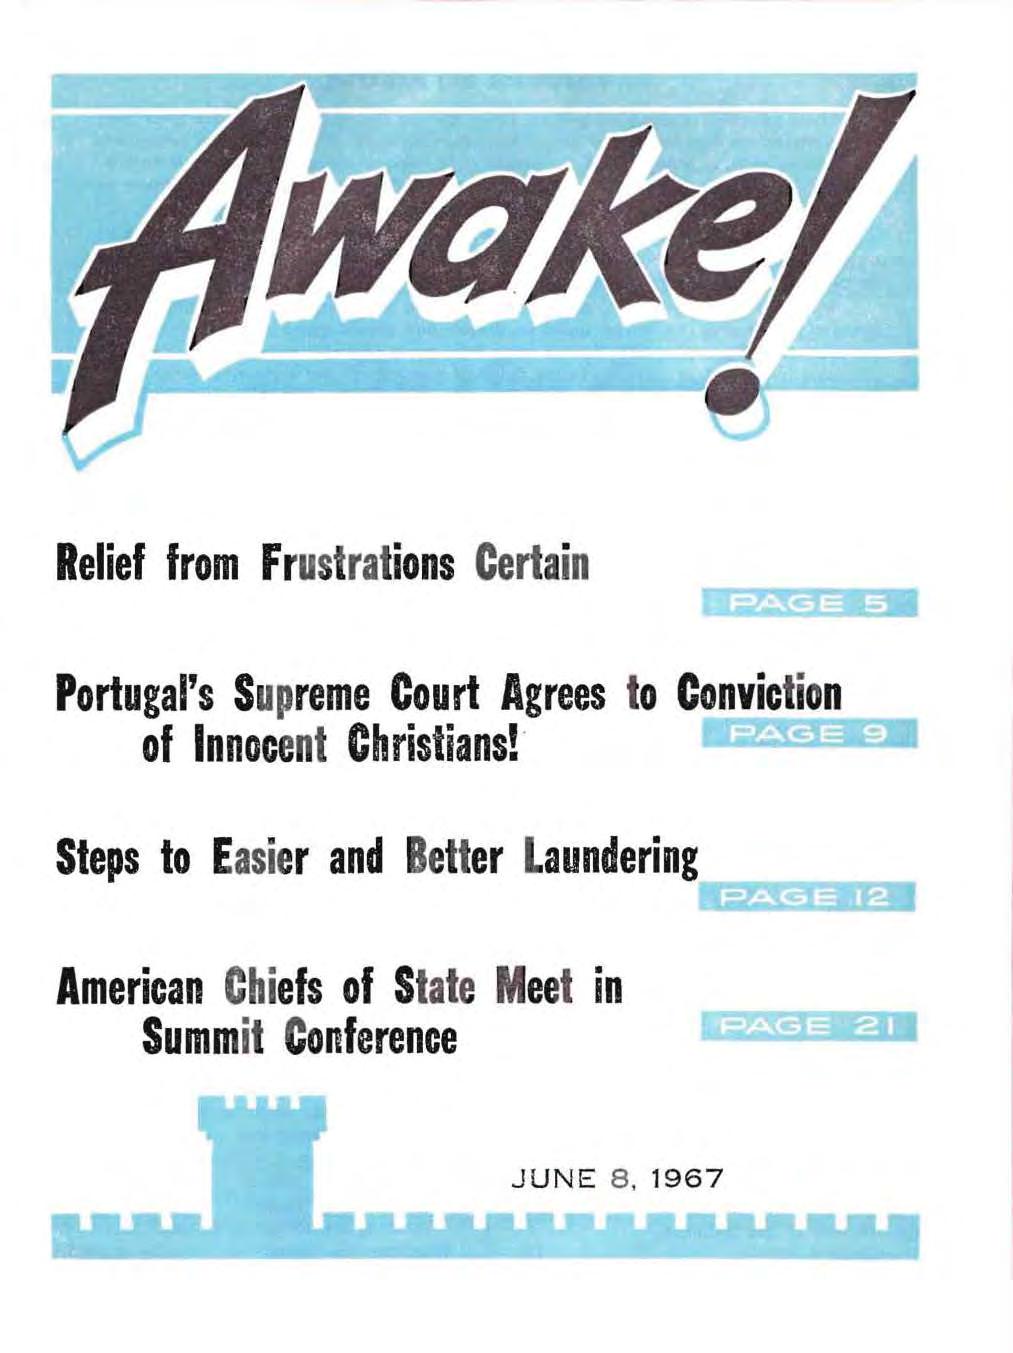 Awake!
Relief from Frustrations Certain
PAGE 5
Portugal's Supreme Court Agrees to Conviction
of Innocent Christians!
PAGE 9
Steps to Easier and Better Laundering
PAGE 12
American Chiefs of State Meet in
Summit Conference
PAGE 21
JUNE 8, 1967